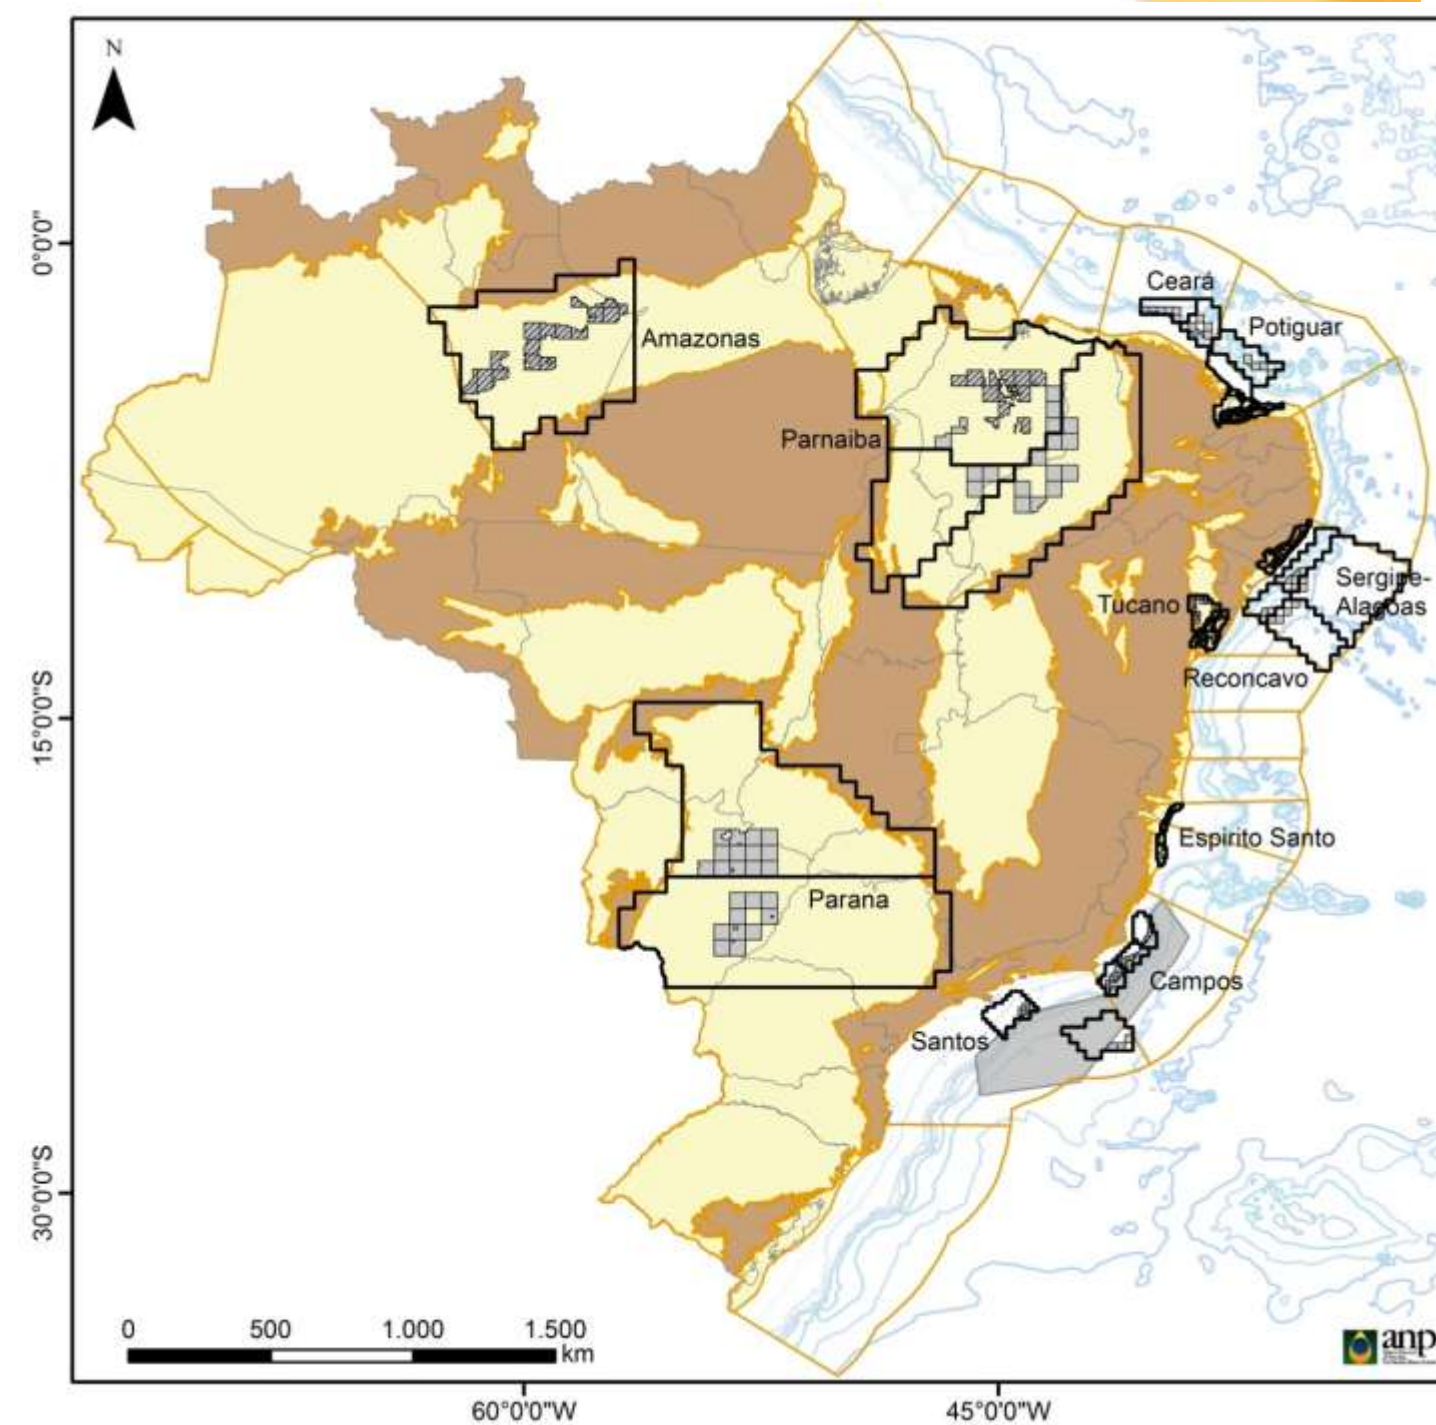 N
0°0'0"
15°0'0"S
30°0'0"S
Ceará
Potiguar
Amazonas
Parnaiba
Sergipe-
Alagoas
Tucano
Reconcavo
Espirito Santo
Parana
Campos
Santos
0 500 1.000 1.500
km
anp
60°0'0"W 45°0'0"W